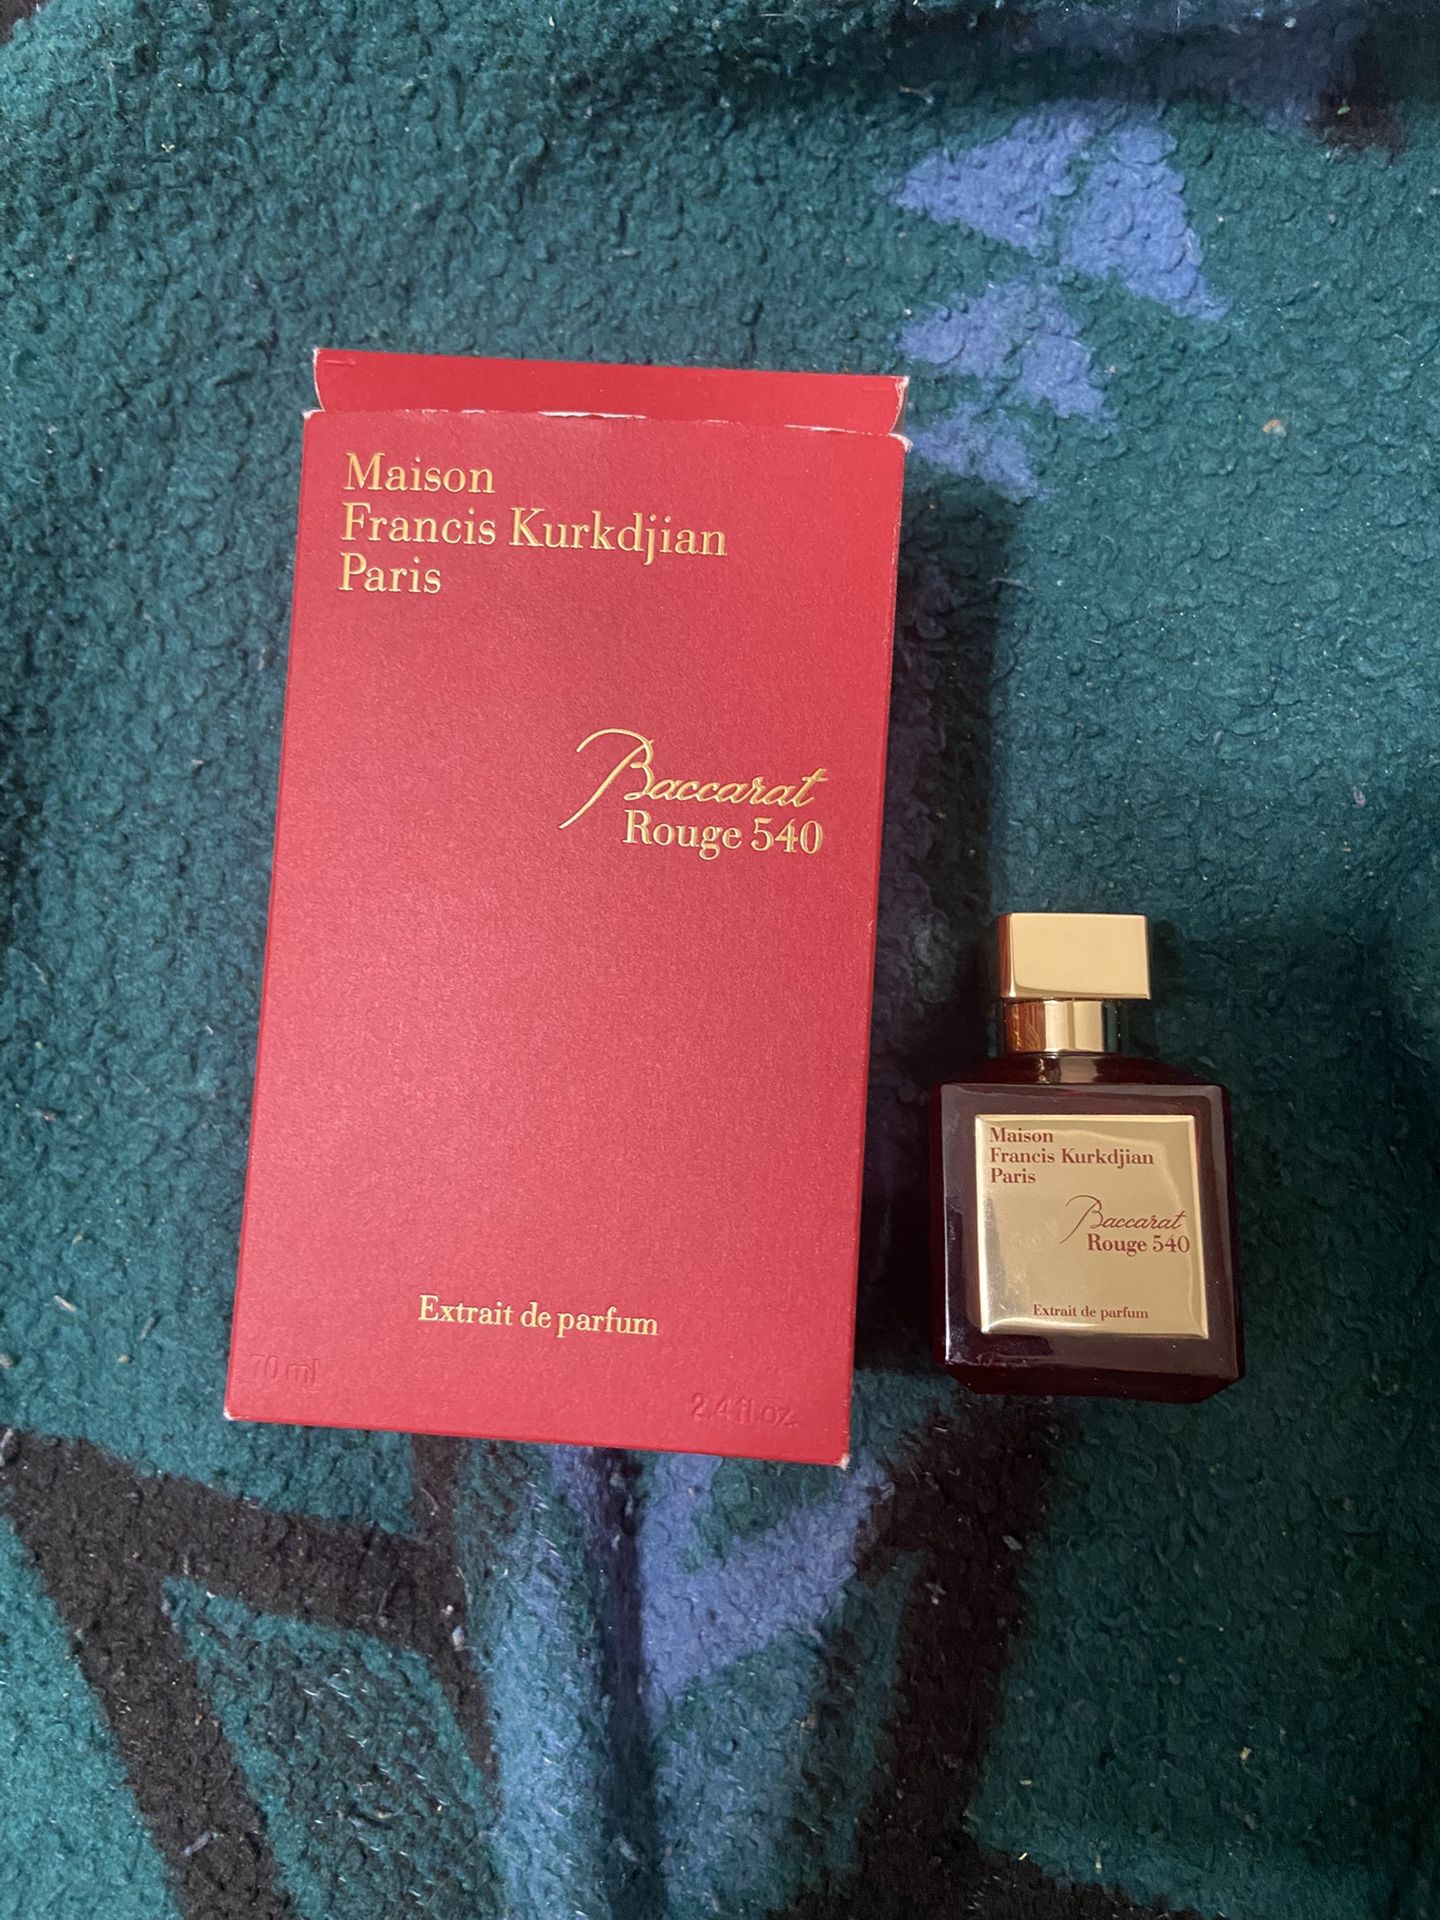 Maison
Francis Kurkdjian
Paris
Baccarat
Rouge 540
Extrait de parfum
70 ml
2.4 fl.oz.
Maison
Francis Kurkdjian
Paris
Baccarat
Rouge 540
Extrait de parfum